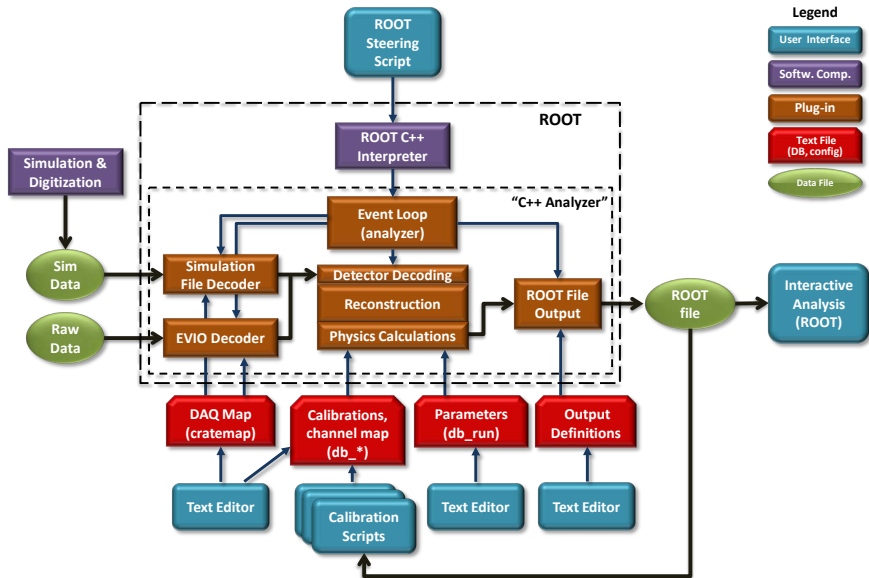 ROOT
Steering
Script
Legend
User Interface
Softw. Comp.
Plug-in
Text File
(DB, config)
Data File
ROOT
ROOT C++
Interpreter
Simulation &
Digitization
"C++ Analyzer"
Event Loop
(analyzer)
Sim
Data
Simulation
File Decoder
Detector Decoding
Reconstruction
Physics Calculations
ROOT File
Output
ROOT
file
Interactive
Analysis
(ROOT)
Raw
Data
EVIO Decoder
DAQ Map
(cratemap)
Calibrations,
channel map
(db_*)
Parameters
(db_run)
Output
Definitions
Text Editor
Calibration
Scripts
Text Editor
Text Editor